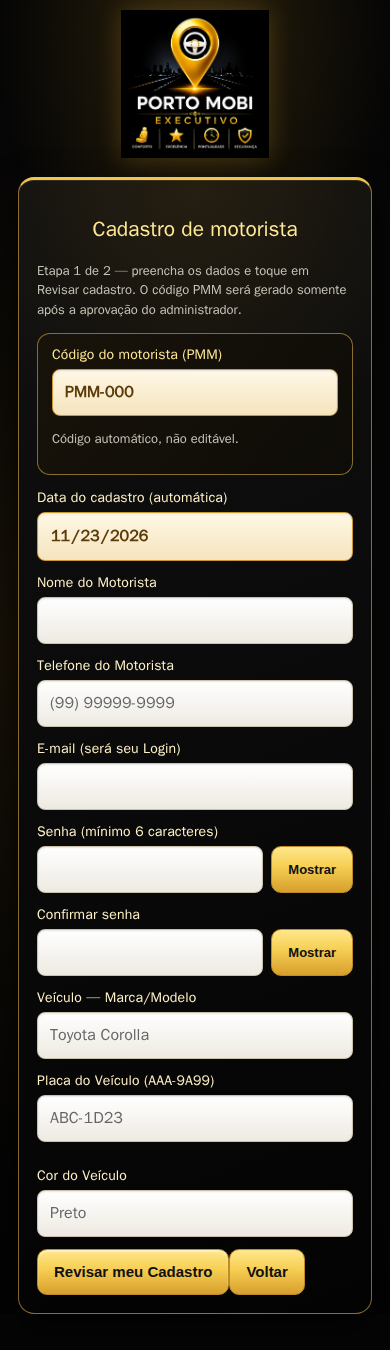 PORTO MOBI
EXECUTIVO
CONFORTO EXCELÊNCIA PONTUALIDADE SEGURANÇA
Cadastro de motorista
Etapa 1 de 2 — preencha os dados e toque em
Revisar cadastro. O código PMM será gerado somente
após a aprovação do administrador.
Código do motorista (PMM)
PMM-000
Código automático, não editável.
Data do cadastro (automática)
11/23/2026
Nome do Motorista
Telefone do Motorista
(99) 99999-9999
E-mail (será seu Login)
Senha (mínimo 6 caracteres)
Mostrar
Confirmar senha
Mostrar
Veículo — Marca/Modelo
Toyota Corolla
Placa do Veículo (AAA-9A99)
ABC-1D23
Cor do Veículo
Preto
Revisar meu Cadastro Voltar